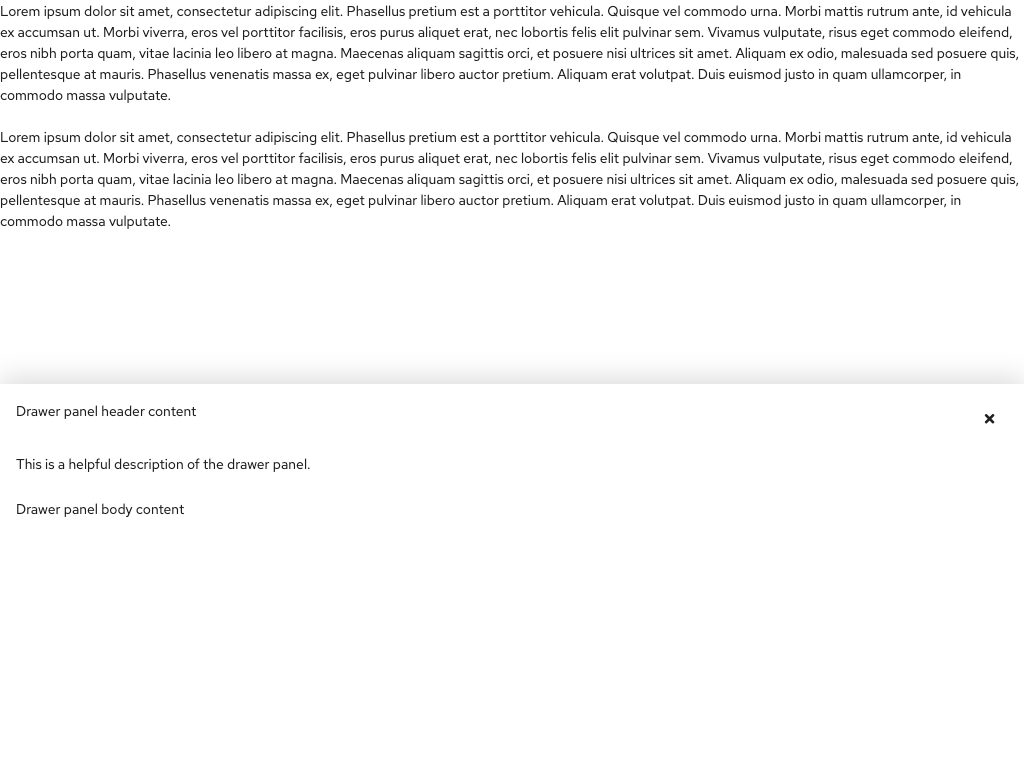 Lorem ipsum dolor sit amet, consectetur adipiscing elit. Phasellus pretium est a porttitor vehicula. Quisque vel commodo urna. Morbi mattis rutrum ante, id vehicula
ex accumsan ut. Morbi viverra, eros vel porttitor facilisis, eros purus aliquet erat, nec lobortis felis elit pulvinar sem. Vivamus vulputate, risus eget commodo eleifend,
eros nibh porta quam, vitae lacinia leo libero at magna. Maecenas aliquam sagittis orci, et posuere nisi ultrices sit amet. Aliquam ex odio, malesuada sed posuere quis,
pellentesque at mauris. Phasellus venenatis massa ex, eget pulvinar libero auctor pretium. Aliquam erat volutpat. Duis euismod justo in quam ullamcorper, in
commodo massa vulputate.
Lorem ipsum dolor sit amet, consectetur adipiscing elit. Phasellus pretium est a porttitor vehicula. Quisque vel commodo urna. Morbi mattis rutrum ante, id vehicula
ex accumsan ut. Morbi viverra, eros vel porttitor facilisis, eros purus aliquet erat, nec lobortis felis elit pulvinar sem. Vivamus vulputate, risus eget commodo eleifend,
eros nibh porta quam, vitae lacinia leo libero at magna. Maecenas aliquam sagittis orci, et posuere nisi ultrices sit amet. Aliquam ex odio, malesuada sed posuere quis,
pellentesque at mauris. Phasellus venenatis massa ex, eget pulvinar libero auctor pretium. Aliquam erat volutpat. Duis euismod justo in quam ullamcorper, in
commodo massa vulputate.
Drawer panel header content
This is a helpful description of the drawer panel.
Drawer panel body content